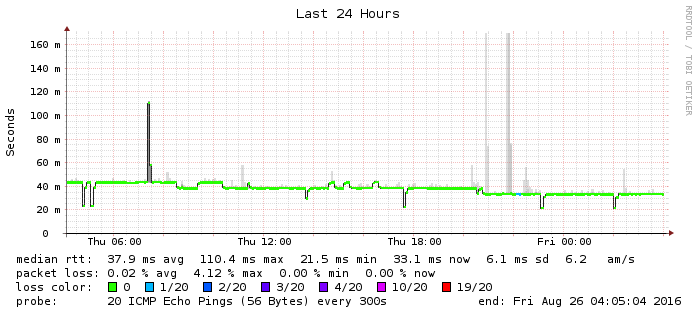 Last 24 Hours
RRDTOOL / TOBI OETIKER
Seconds
160 m
140 m
120 m
100 m
80 m
60 m
40 m
20 m
0
Thu 06:00 Thu 12:00 Thu 18:00 Fri 00:00
median rtt: 37.9 ms avg 110.4 ms max 21.5 ms min 33.1 ms now 6.1 ms sd 6.2 am/s
packet loss: 0.02 % avg 4.12 % max 0.00 % min 0.00 % now
loss color: 0 1/20 2/20 3/20 4/20 10/20 19/20
probe: 20 ICMP Echo Pings (56 Bytes) every 300s end: Fri Aug 26 04:05:04 2016